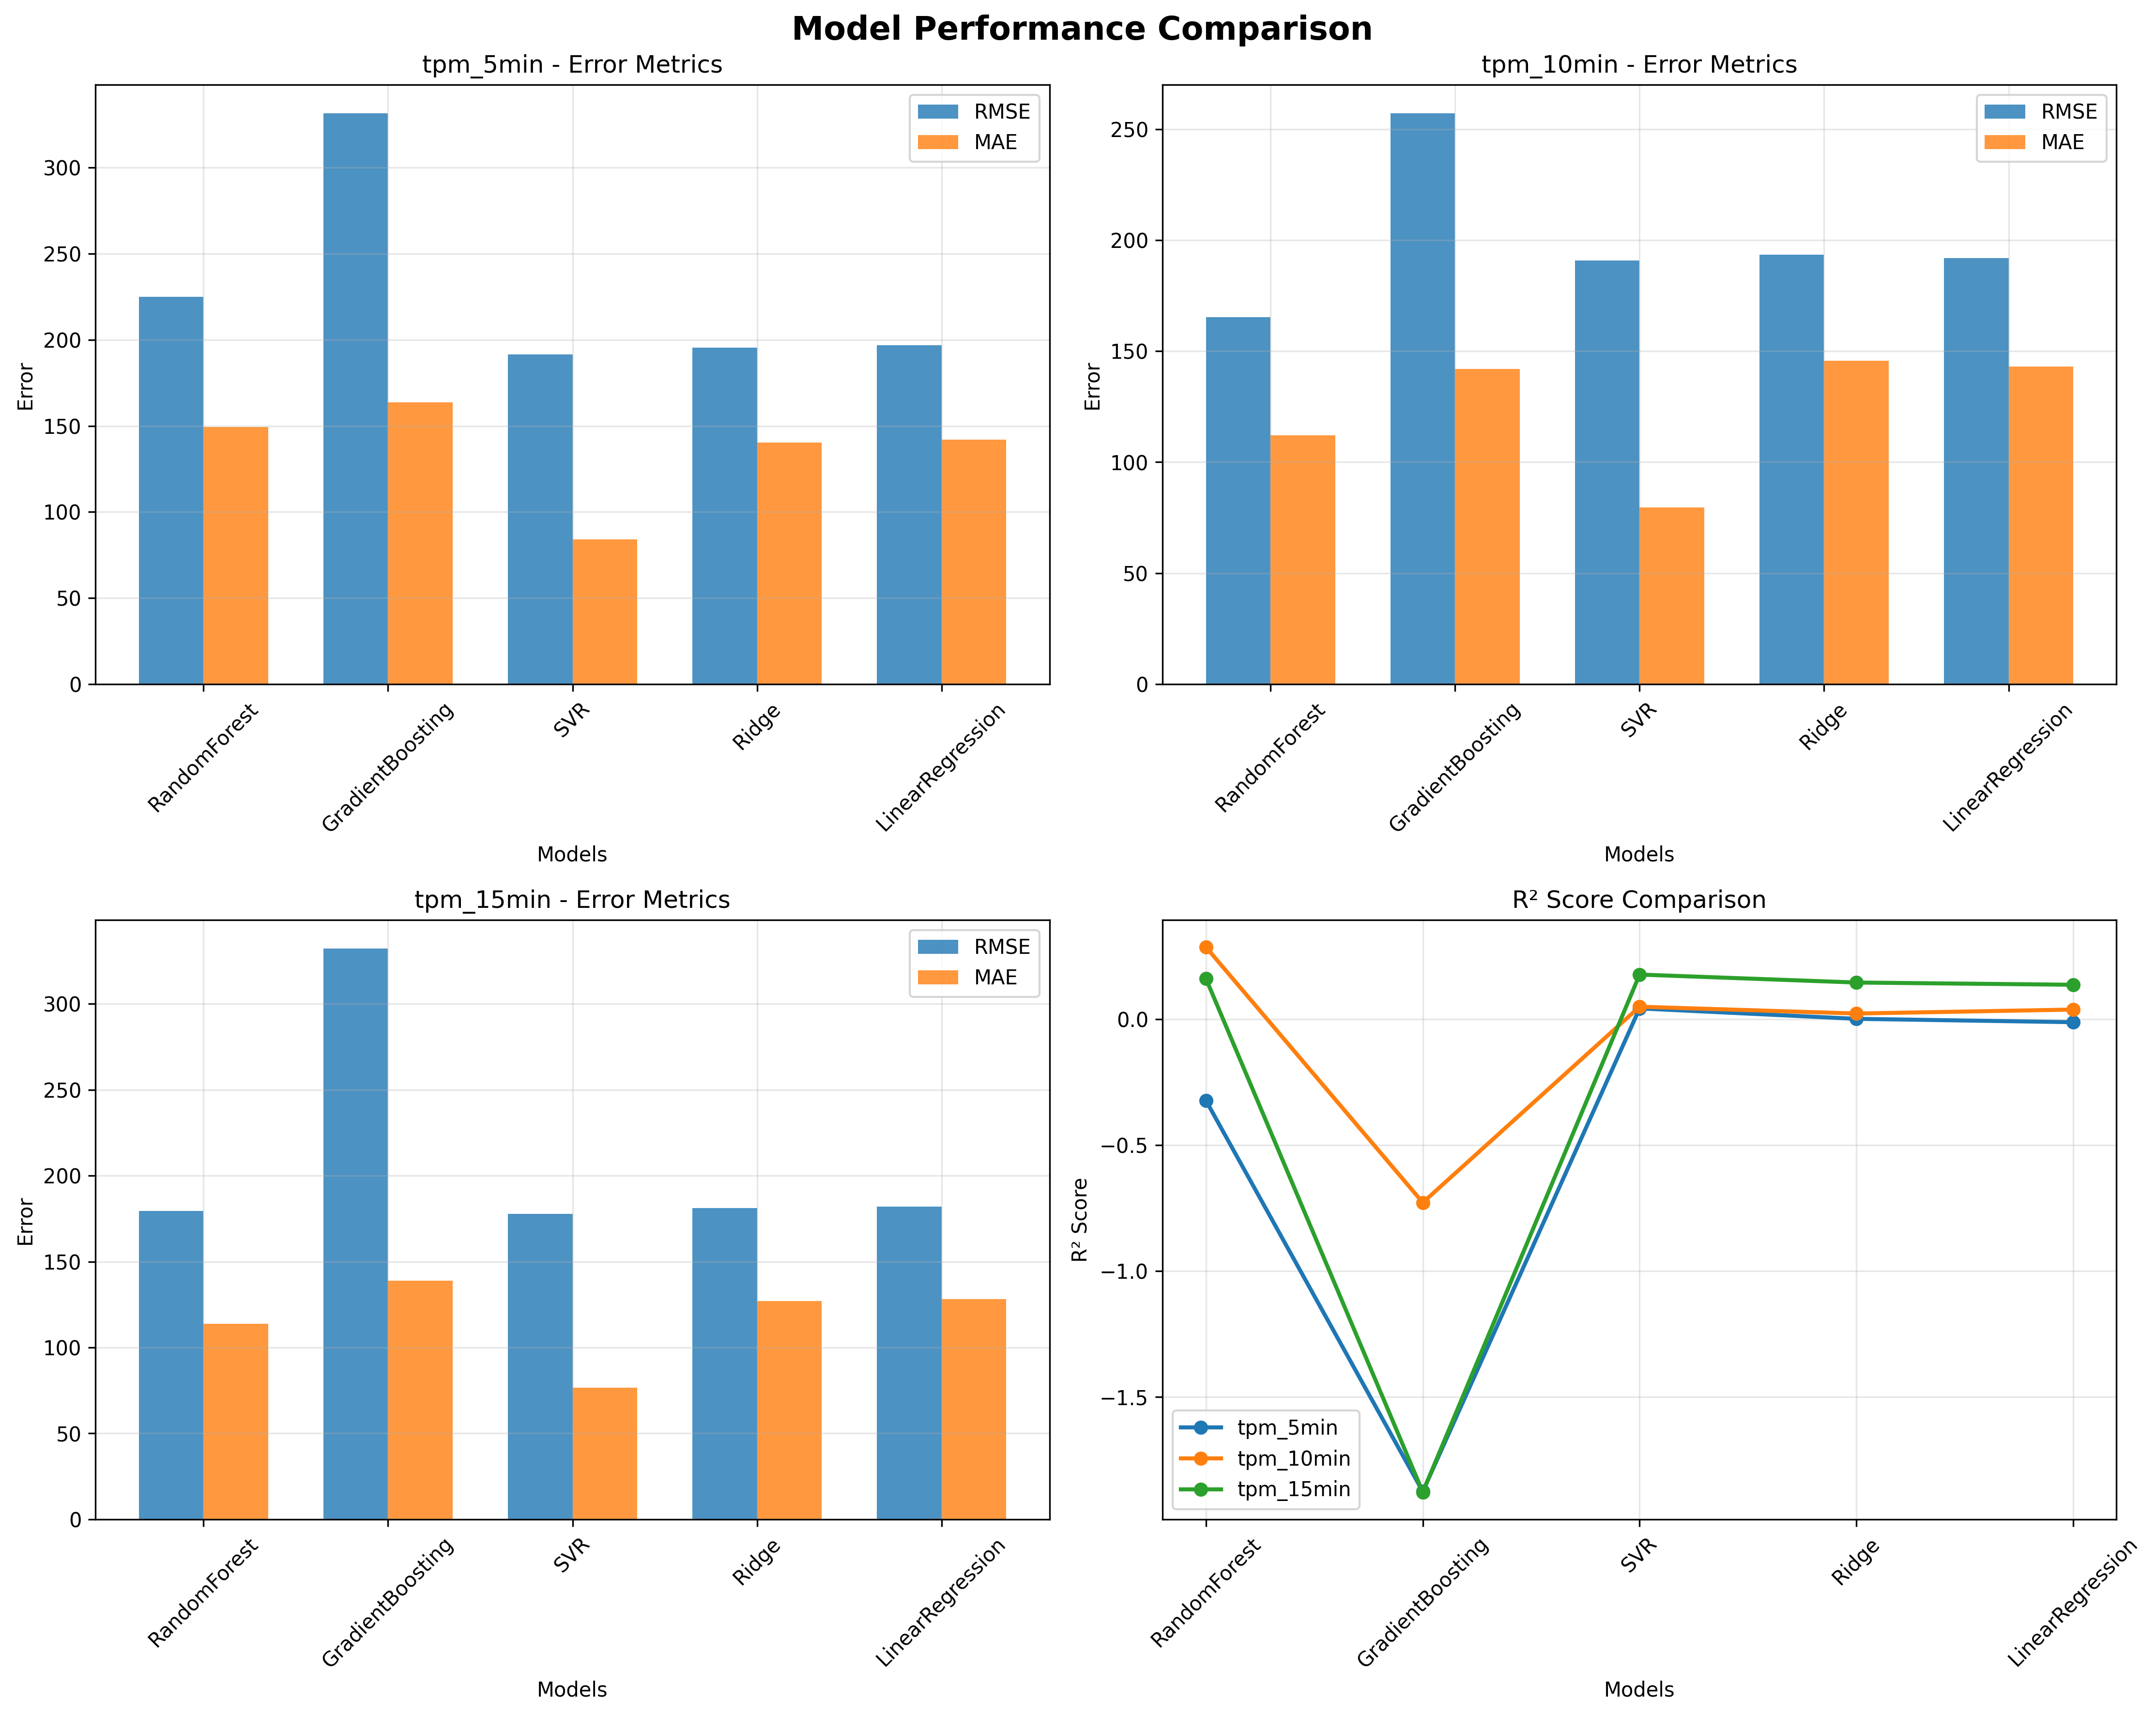 Model Performance Comparison
tpm_5min - Error Metrics
RMSE
MAE
300
250
200
150
100
50
0
Error
RandomForest
GradientBoosting
SVR
Ridge
LinearRegression
Models
tpm_10min - Error Metrics
RMSE
MAE
250
200
150
100
50
0
Error
RandomForest
GradientBoosting
SVR
Ridge
LinearRegression
Models
tpm_15min - Error Metrics
RMSE
MAE
300
250
200
150
100
50
0
Error
RandomForest
GradientBoosting
SVR
Ridge
LinearRegression
Models
R² Score Comparison
0.0
−0.5
−1.0
−1.5
R² Score
tpm_5min
tpm_10min
tpm_15min
RandomForest
GradientBoosting
SVR
Ridge
LinearRegression
Models